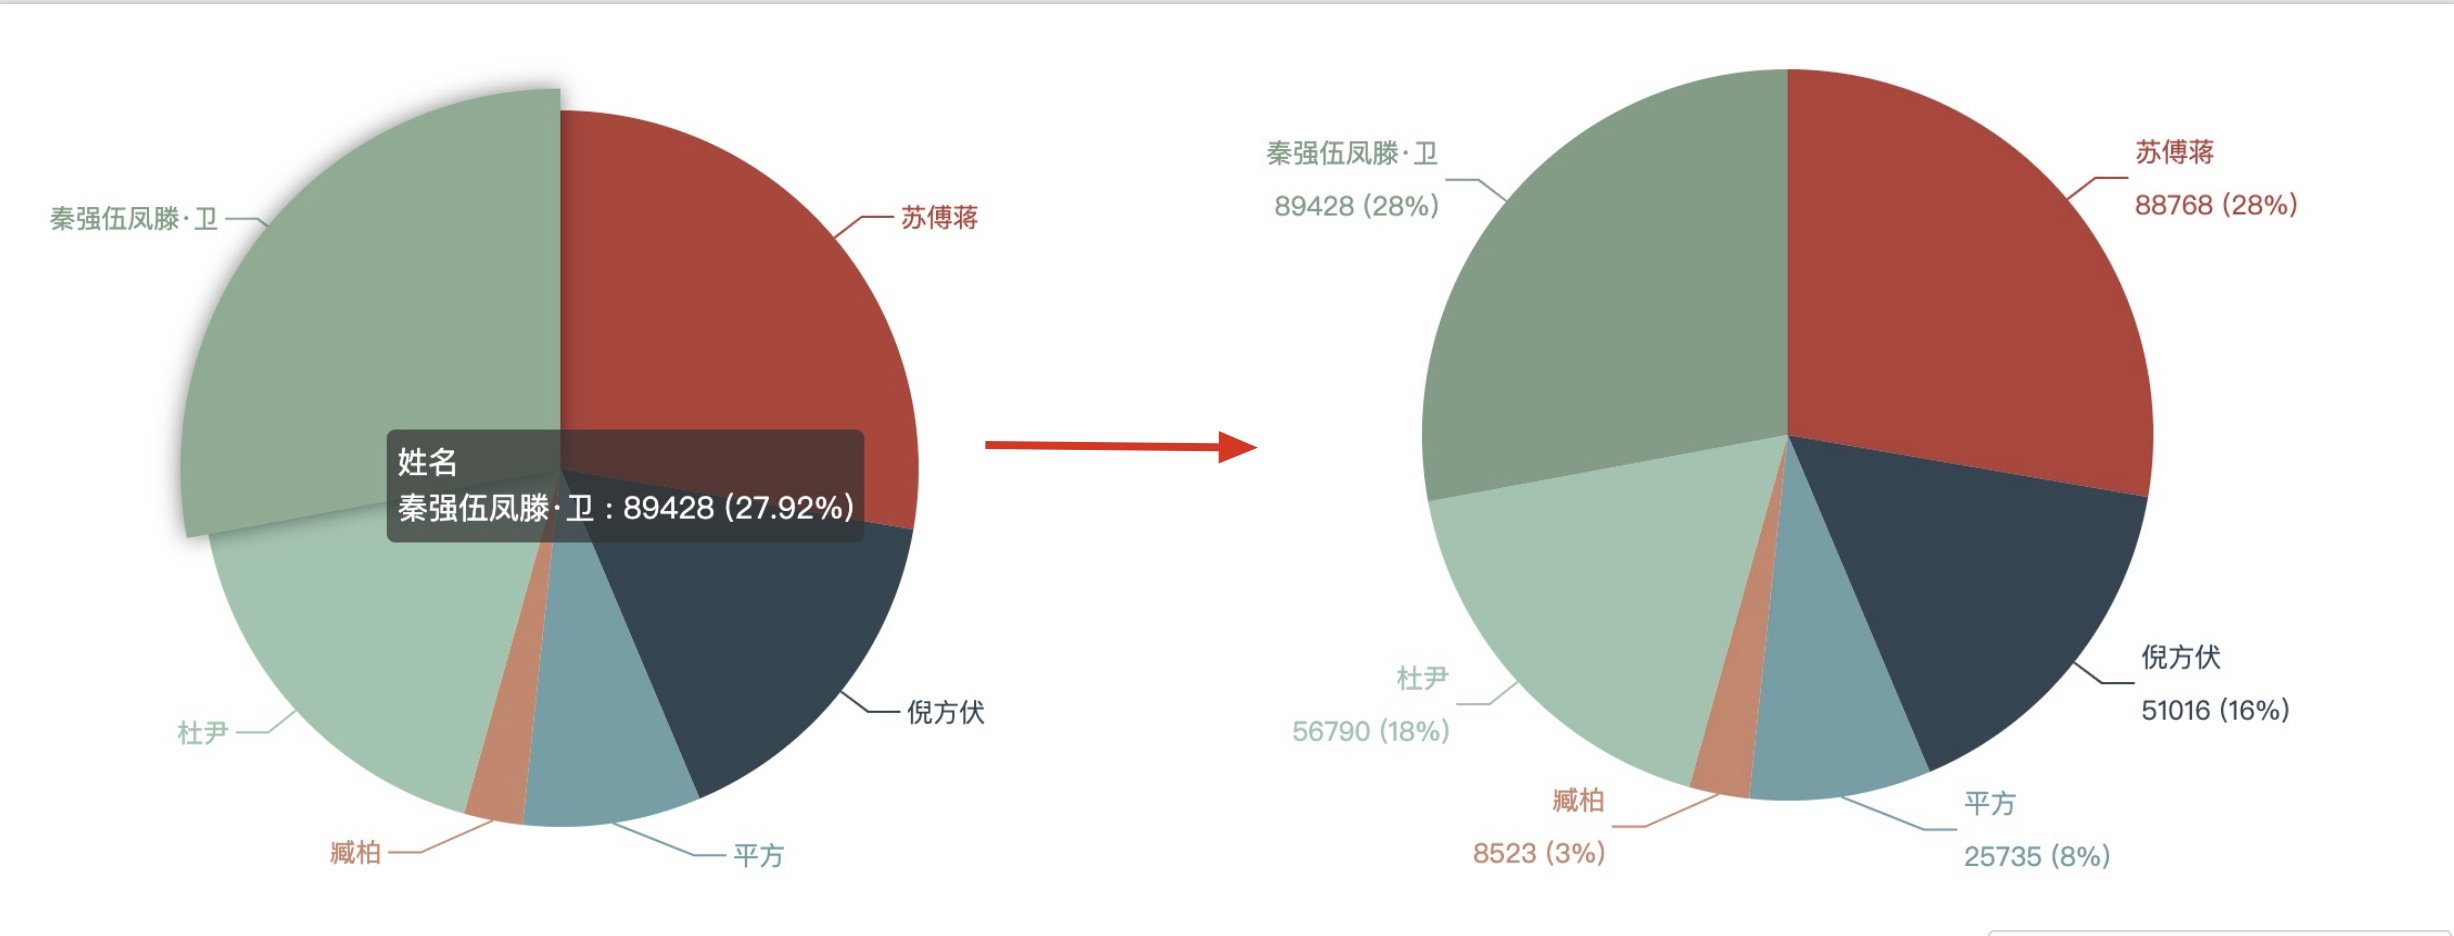 秦强伍凤滕·卫
苏傅蒋
姓名
秦强伍凤滕·卫 : 89428 (27.92%)
倪方伏
杜尹
臧柏
平方
秦强伍凤滕·卫
89428 (28%)
苏傅蒋
88768 (28%)
倪方伏
51016 (16%)
杜尹
56790 (18%)
臧柏
8523 (3%)
平方
25735 (8%)